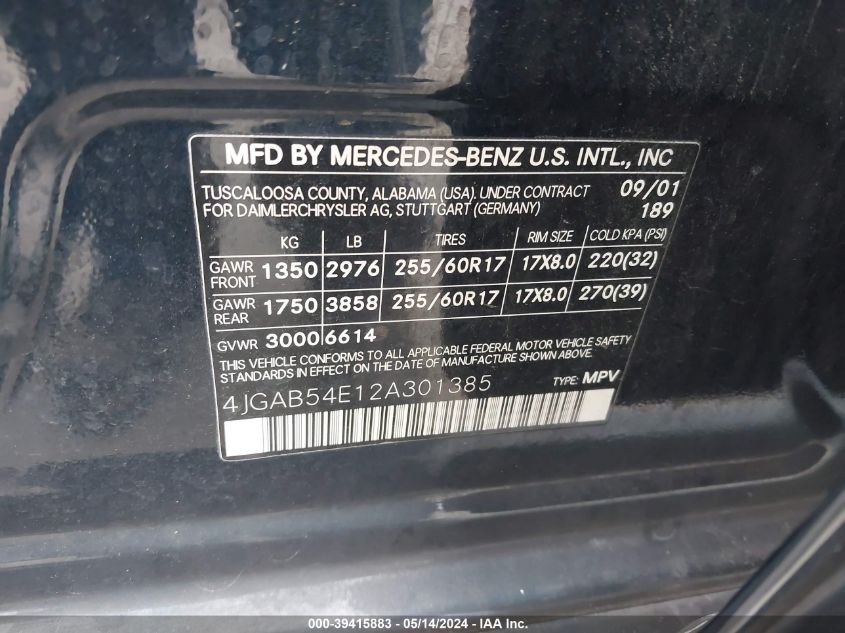 MFD BY MERCEDES-BENZ U.S. INTL., INC
TUSCALOOSA COUNTY, ALABAMA (USA). UNDER CONTRACT 09/01
FOR DAIMLERCHRYSLER AG, STUTTGART (GERMANY) 189
KG LB TIRES RIM SIZE COLD KPA (PSI)
GAWR FRONT 1350 2976 255/60R17 17X8.0 220(32)
GAWR REAR 1750 3858 255/60R17 17X8.0 270(39)
GVWR 3000 6614
THIS VEHICLE CONFORMS TO ALL APPLICABLE FEDERAL MOTOR VEHICLE SAFETY
STANDARDS IN EFFECT ON THE DATE OF MANUFACTURE SHOWN ABOVE.
4JGAB54E12A301385 TYPE: MPV
000-39415883 - 05/14/2024 - IAA Inc.